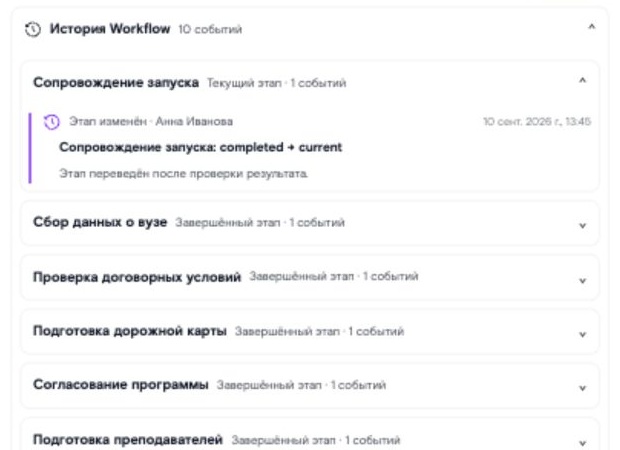 История Workflow 10 событий
Сопровождение запуска Текущий этап · 1 событий
Этап изменён · Анна Иванова 10 сент. 2026 г., 13:45
Сопровождение запуска: completed → current
Этап переведён после проверки результата.
Сбор данных о вузе Завершённый этап · 1 событий
Проверка договорных условий Завершённый этап · 1 событий
Подготовка дорожной карты Завершённый этап · 1 событий
Согласование программы Завершённый этап · 1 событий
Подготовка преподавателей Завершённый этап · 1 событий